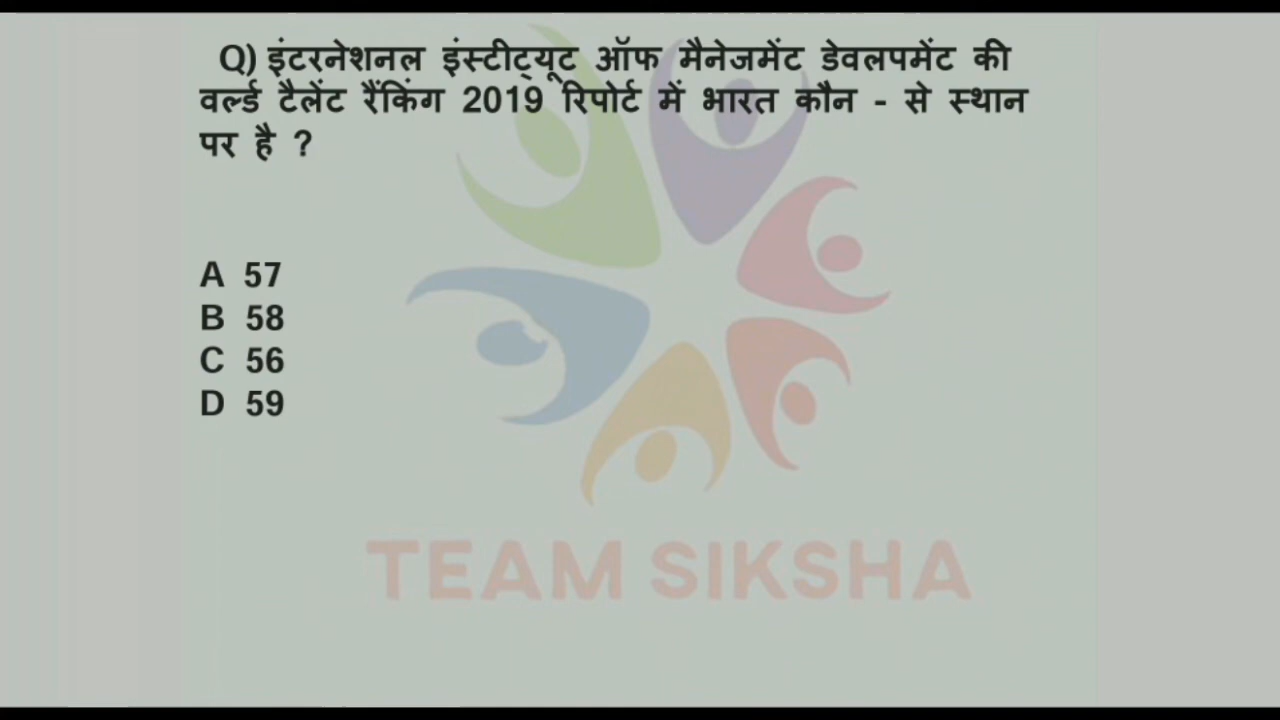 Q) इंटरनेशनल इंस्टीट्यूट ऑफ मैनेजमेंट डेवलपमेंट की
वर्ल्ड टैलेंट रैंकिंग 2019 रिपोर्ट में भारत कौन - से स्थान
पर है ?
A 57
B 58
C 56
D 59
TEAM SIKSHA